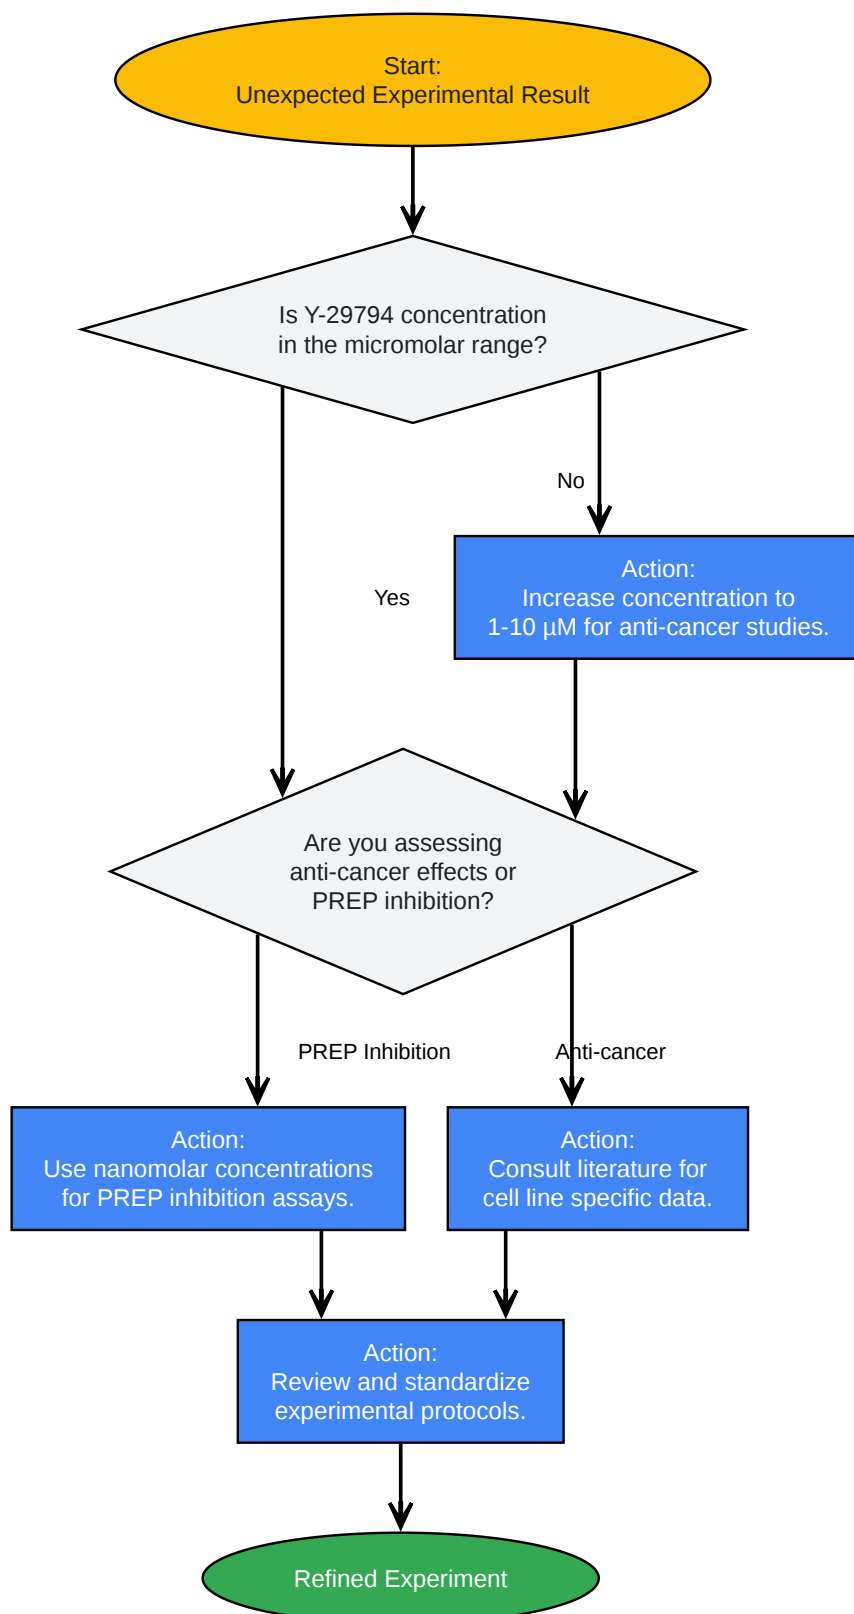 Start:
Unexpected Experimental Result
Is Y-29794 concentration
in the micromolar range?
No
Action:
Increase concentration to
1-10 µM for anti-cancer studies.
Yes
Are you assessing
anti-cancer effects or
PREP inhibition?
PREP Inhibition
Anti-cancer
Action:
Use nanomolar concentrations
for PREP inhibition assays.
Action:
Consult literature for
cell line specific data.
Action:
Review and standardize
experimental protocols.
Refined Experiment